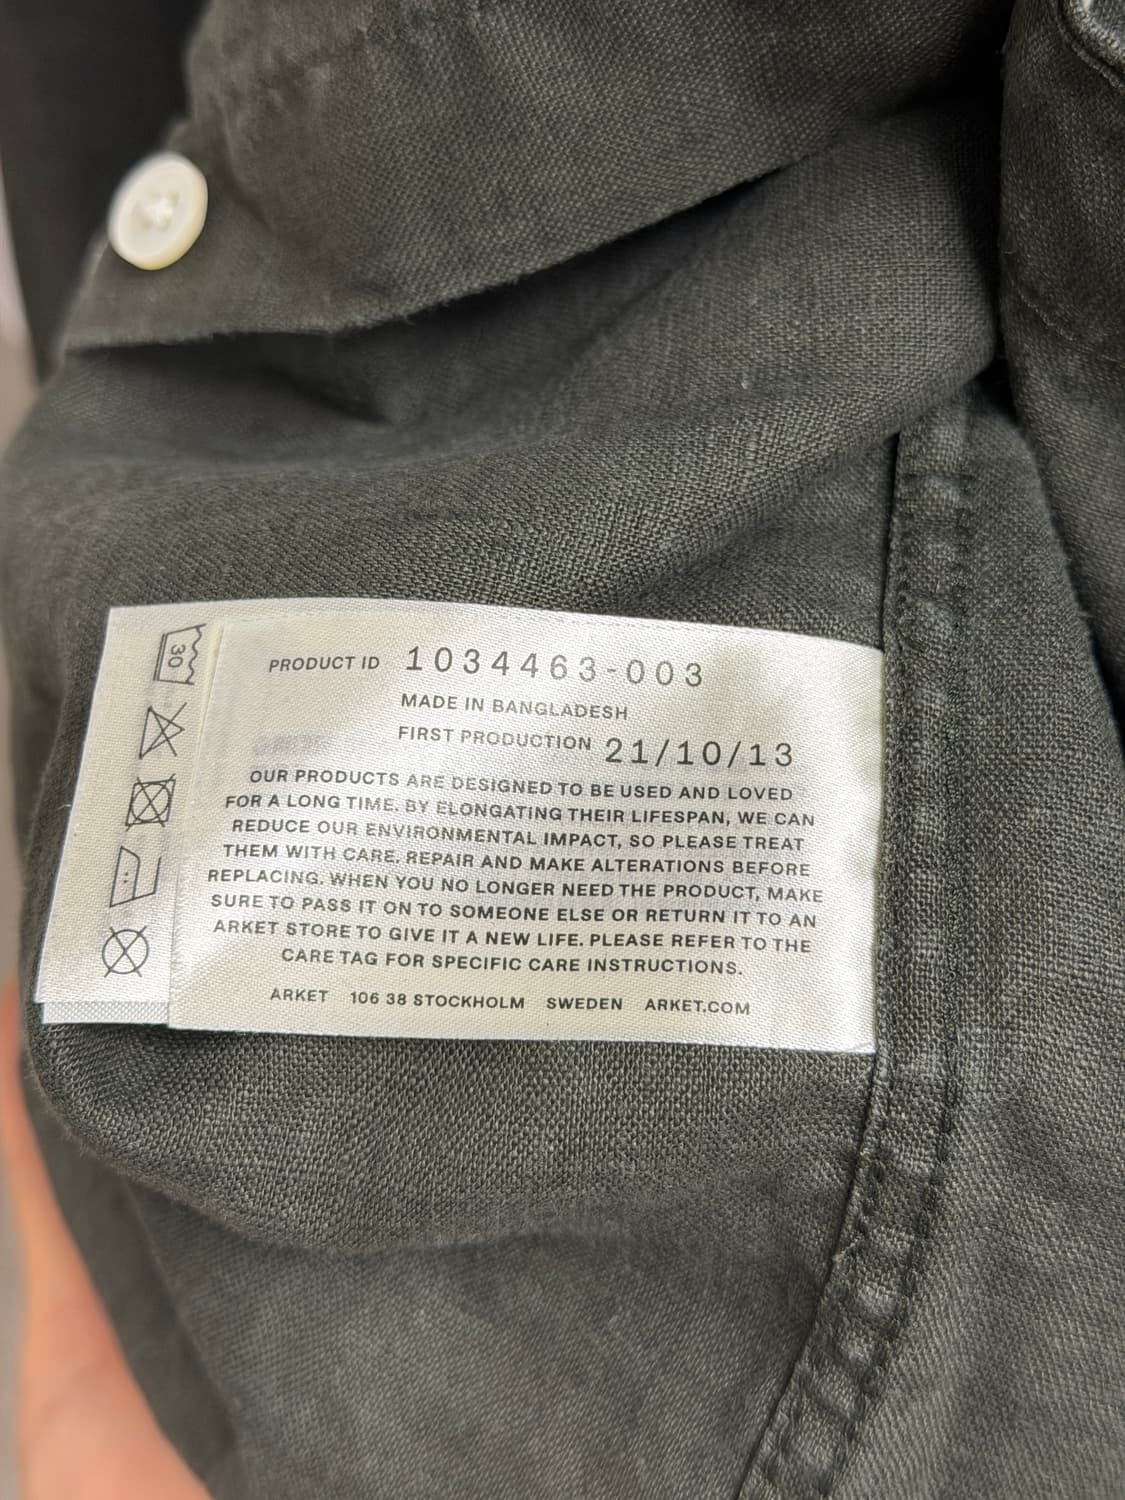 30
PRODUCT ID 1034463-003
MADE IN BANGLADESH
FIRST PRODUCTION 21/10/13
OUR PRODUCTS ARE DESIGNED TO BE USED AND LOVED
FOR A LONG TIME. BY ELONGATING THEIR LIFESPAN, WE CAN
REDUCE OUR ENVIRONMENTAL IMPACT, SO PLEASE TREAT
THEM WITH CARE. REPAIR AND MAKE ALTERATIONS BEFORE
REPLACING. WHEN YOU NO LONGER NEED THE PRODUCT, MAKE
SURE TO PASS IT ON TO SOMEONE ELSE OR RETURN IT TO AN
ARKET STORE TO GIVE IT A NEW LIFE. PLEASE REFER TO THE
CARE TAG FOR SPECIFIC CARE INSTRUCTIONS.
ARKET 106 38 STOCKHOLM SWEDEN ARKET.COM